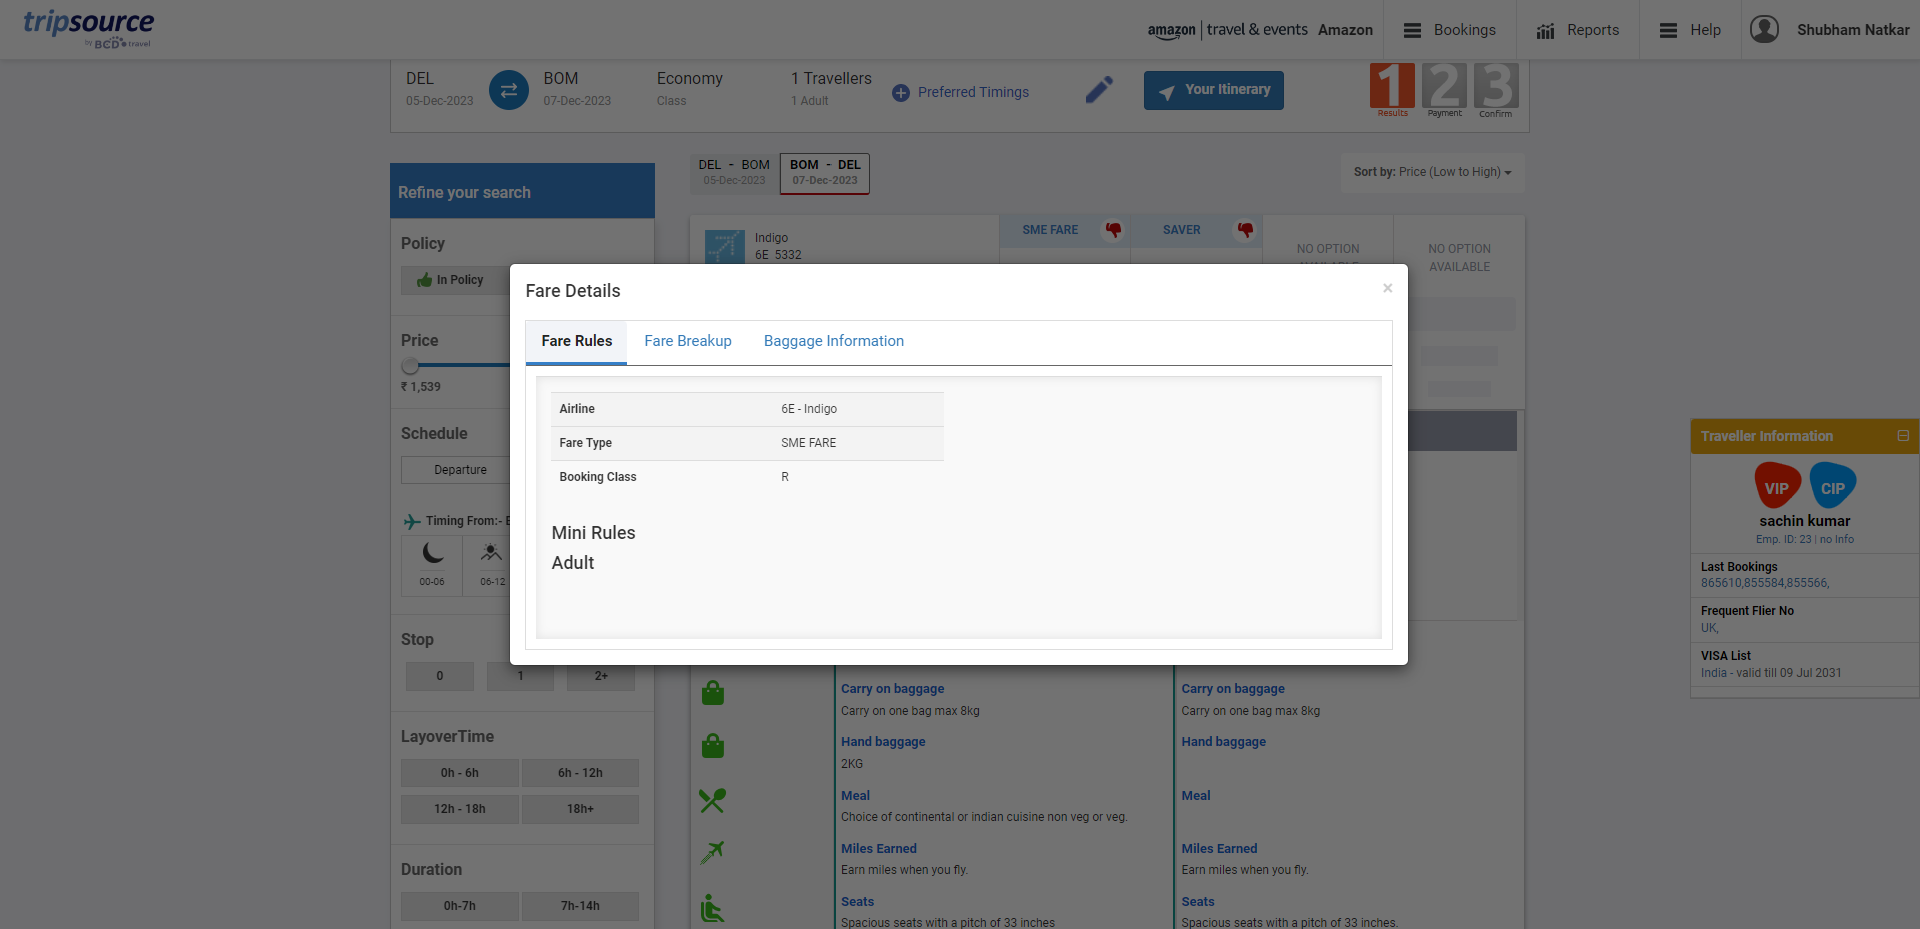 tripsource
by BCD travel
amazon | travel & events Amazon
Bookings
Reports
Help
Shubham Natkar
DEL
05-Dec-2023
BOM
07-Dec-2023
Economy
Class
1 Travellers
1 Adult
Preferred Timings
Your Itinerary
1 2 3
Results Payment Confirm
DEL - BOM
05-Dec-2023
BOM - DEL
07-Dec-2023
Sort by: Price (Low to High)
Refine your search
Policy
In Policy
Price
₹ 1,539
Schedule
Departure
Timing From:-
00-06
06-12
Stop
0
1
2+
LayoverTime
0h - 6h
6h - 12h
12h - 18h
18h+
Duration
0h-7h
7h-14h
Indigo
6E 5332
SME FARE
SAVER
NO OPTION
AVAILABLE
NO OPTION
AVAILABLE
Fare Details
×
Fare Rules
Fare Breakup
Baggage Information
Airline 6E - Indigo
Fare Type SME FARE
Booking Class R
Mini Rules
Adult
Carry on baggage
Carry on one bag max 8kg
Hand baggage
2KG
Meal
Choice of continental or indian cuisine non veg or veg.
Miles Earned
Earn miles when you fly.
Seats
Spacious seats with a pitch of 33 inches
Carry on baggage
Carry on one bag max 8kg
Hand baggage
Meal
Miles Earned
Earn miles when you fly.
Seats
Spacious seats with a pitch of 33 inches.
Traveller Information
VIP
CIP
sachin kumar
Emp. ID: 23 | no Info
Last Bookings
865610,855584,855566,
Frequent Flier No
UK,
VISA List
India - valid till 09 Jul 2031